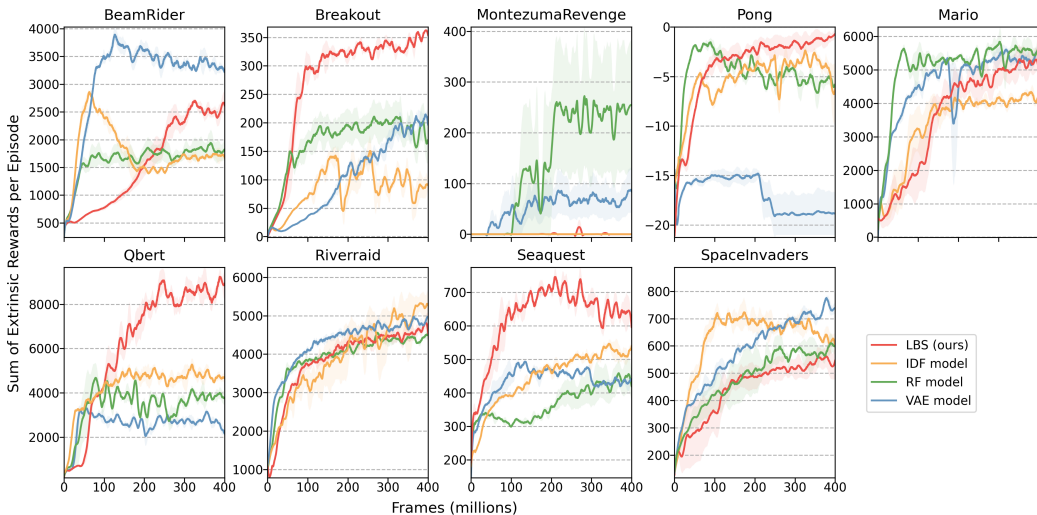 BeamRider
Breakout
MontezumaRevenge
Pong
Mario
4000
3500
3000
2500
2000
1500
1000
500
350
300
250
200
150
100
50
0
400
300
200
100
0
0
−5
−10
−15
−20
6000
5000
4000
3000
2000
1000
0
Sum of Extrinsic Rewards per Episode
Qbert
Riverraid
Seaquest
SpaceInvaders
8000
6000
4000
2000
6000
5000
4000
3000
2000
1000
700
600
500
400
300
200
800
700
600
500
400
300
200
0 100 200 300 400
0 100 200 300 400
0 100 200 300 400
0 100 200 300 400
Frames (millions)
LBS (ours)
IDF model
RF model
VAE model